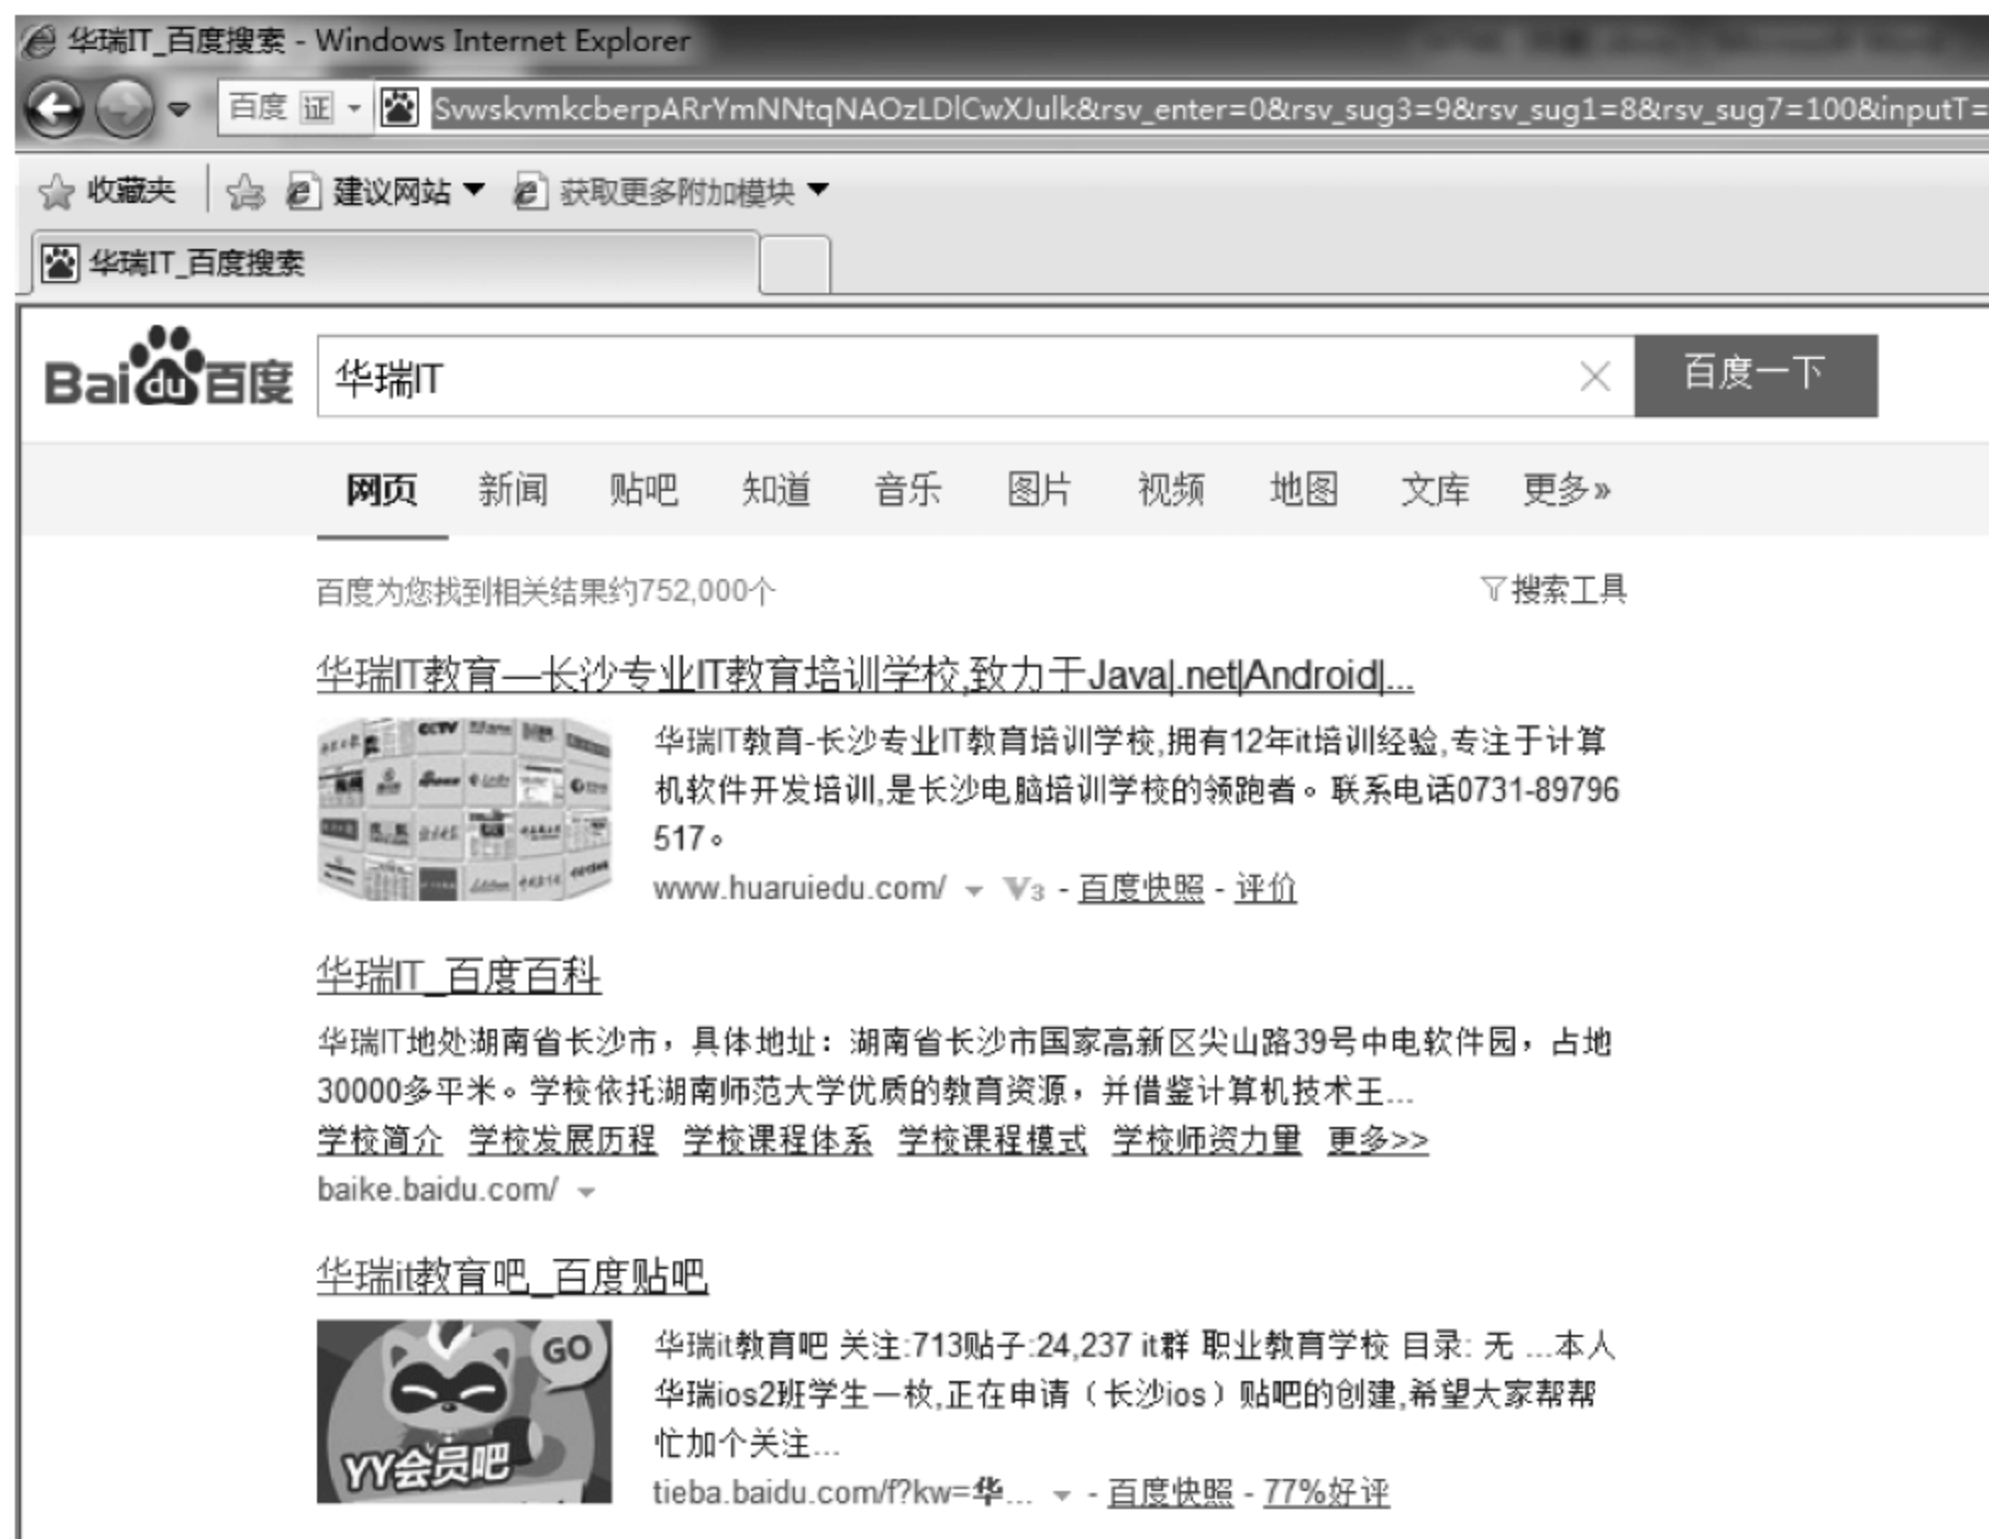 华瑞IT_百度搜索 - Windows Internet Explorer
百度 证 Svwskvmkcberp​ARrYmNNtqNAOzLDlCwXJulk&rsv_enter=0&rsv_sug3=9&rsv_sug1=8&rsv_sug7=100&inputT=
收藏夹 建议网站 获取更多附加模块
华瑞IT_百度搜索
Bai du 百度 华瑞IT 百度一下
网页 新闻 贴吧 知道 音乐 图片 视频 地图 文库 更多»
百度为您找到相关结果约752,000个 搜索工具
华瑞IT教育—长沙专业IT教育培训学校,致力于Java|.net|Android|...
CCTV
华瑞IT教育-长沙专业IT教育培训学校,拥有12年it培训经验,专注于计算
机软件开发培训,是长沙电脑培训学校的领跑者。联系电话0731-89796
517。
www.huaruiedu.com/ V3 - 百度快照 - 评价
华瑞IT_百度百科
华瑞IT地处湖南省长沙市，具体地址：湖南省长沙市国家高新区尖山路39号中电软件园，占地
30000多平米。学校依托湖南师范大学优质的教育资源，并借鉴计算机技术王...
学校简介 学校发展历程 学校课程体系 学校课程模式 学校师资力量 更多>>
baike.baidu.com/
华瑞it教育吧_百度贴吧
GO
YY会员吧
华瑞it教育吧 关注:713贴子:24,237 it群 职业教育学校 目录: 无 ...本人
华瑞ios2班学生一枚,正在申请（长沙ios）贴吧的创建,希望大家帮帮
忙加个关注...
tieba.baidu.com/f?kw=华... - 百度快照 - 77%好评